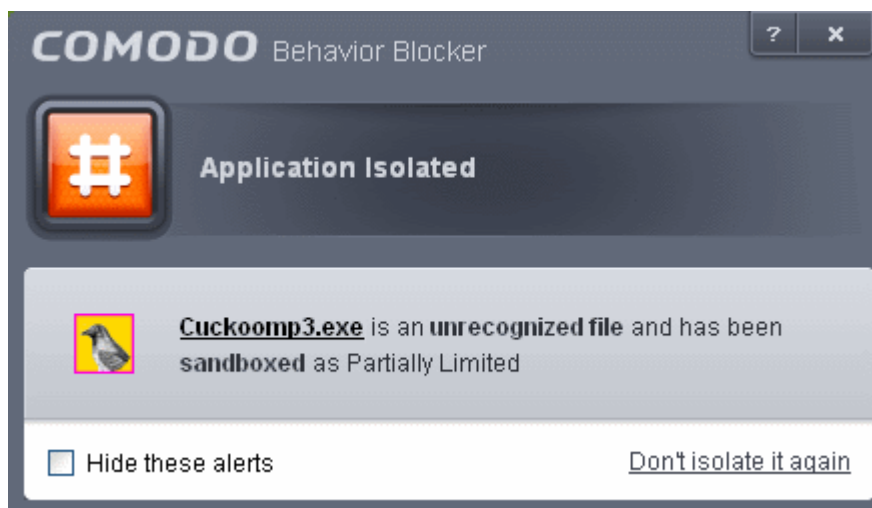 COMODO Behavior Blocker
? x
Application Isolated
Cuckoomp3.exe is an unrecognized file and has been
sandboxed as Partially Limited
Hide these alerts
Don't isolate it again